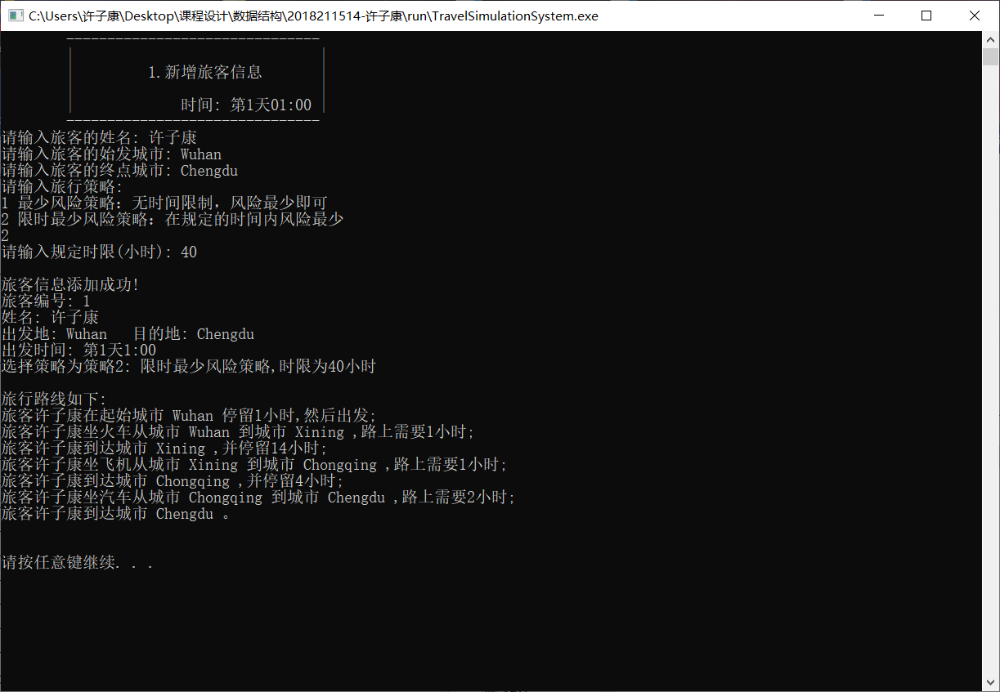 C:\Users\许子康\Desktop\课程设计\数据结构\2018211514-许子康\run\TravelSimulationSystem.exe
-------------------------------
1.新增旅客信息
时间: 第1天01:00
-------------------------------
请输入旅客的姓名: 许子康
请输入旅客的始发城市: Wuhan
请输入旅客的终点城市: Chengdu
请输入旅行策略:
1 最少风险策略：无时间限制，风险最少即可
2 限时最少风险策略：在规定的时间内风险最少
2
请输入规定时限(小时): 40
旅客信息添加成功!
旅客编号: 1
姓名: 许子康
出发地: Wuhan   目的地: Chengdu
出发时间: 第1天1:00
选择策略为策略2: 限时最少风险策略,时限为40小时
旅行路线如下:
旅客许子康在起始城市 Wuhan 停留1小时,然后出发;
旅客许子康坐火车从城市 Wuhan 到城市 Xining ,路上需要1小时;
旅客许子康到达城市 Xining ,并停留14小时;
旅客许子康坐飞机从城市 Xining 到城市 Chongqing ,路上需要1小时;
旅客许子康到达城市 Chongqing ,并停留4小时;
旅客许子康坐汽车从城市 Chongqing 到城市 Chengdu ,路上需要2小时;
旅客许子康到达城市 Chengdu 。
请按任意键继续. . .